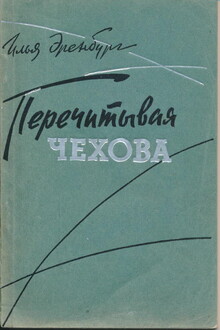 Илья Эренбург
Перечитывая
ЧЕХОВА